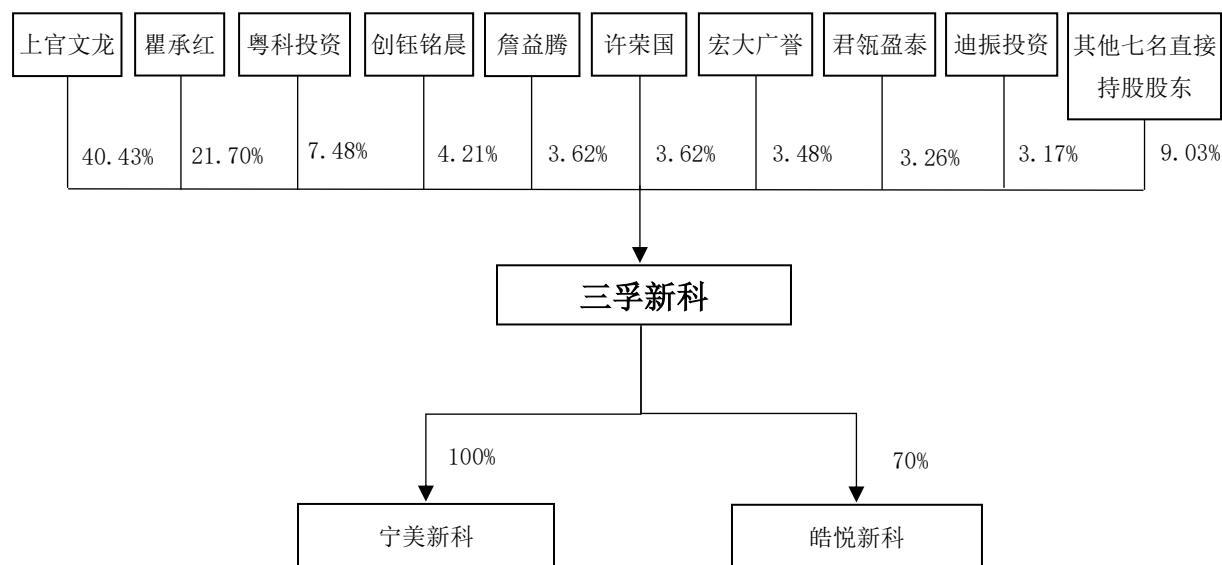 上官文龙
瞿承红
粤科投资
创钰铭晨
詹益腾
许荣国
宏大广誉
君瓴盈泰
迪振投资
其他七名直接
持股股东
40.43%
21.70%
7.48%
4.21%
3.62%
3.62%
3.48%
3.26%
3.17%
9.03%
三孚新科
100%
70%
宁美新科
皓悦新科